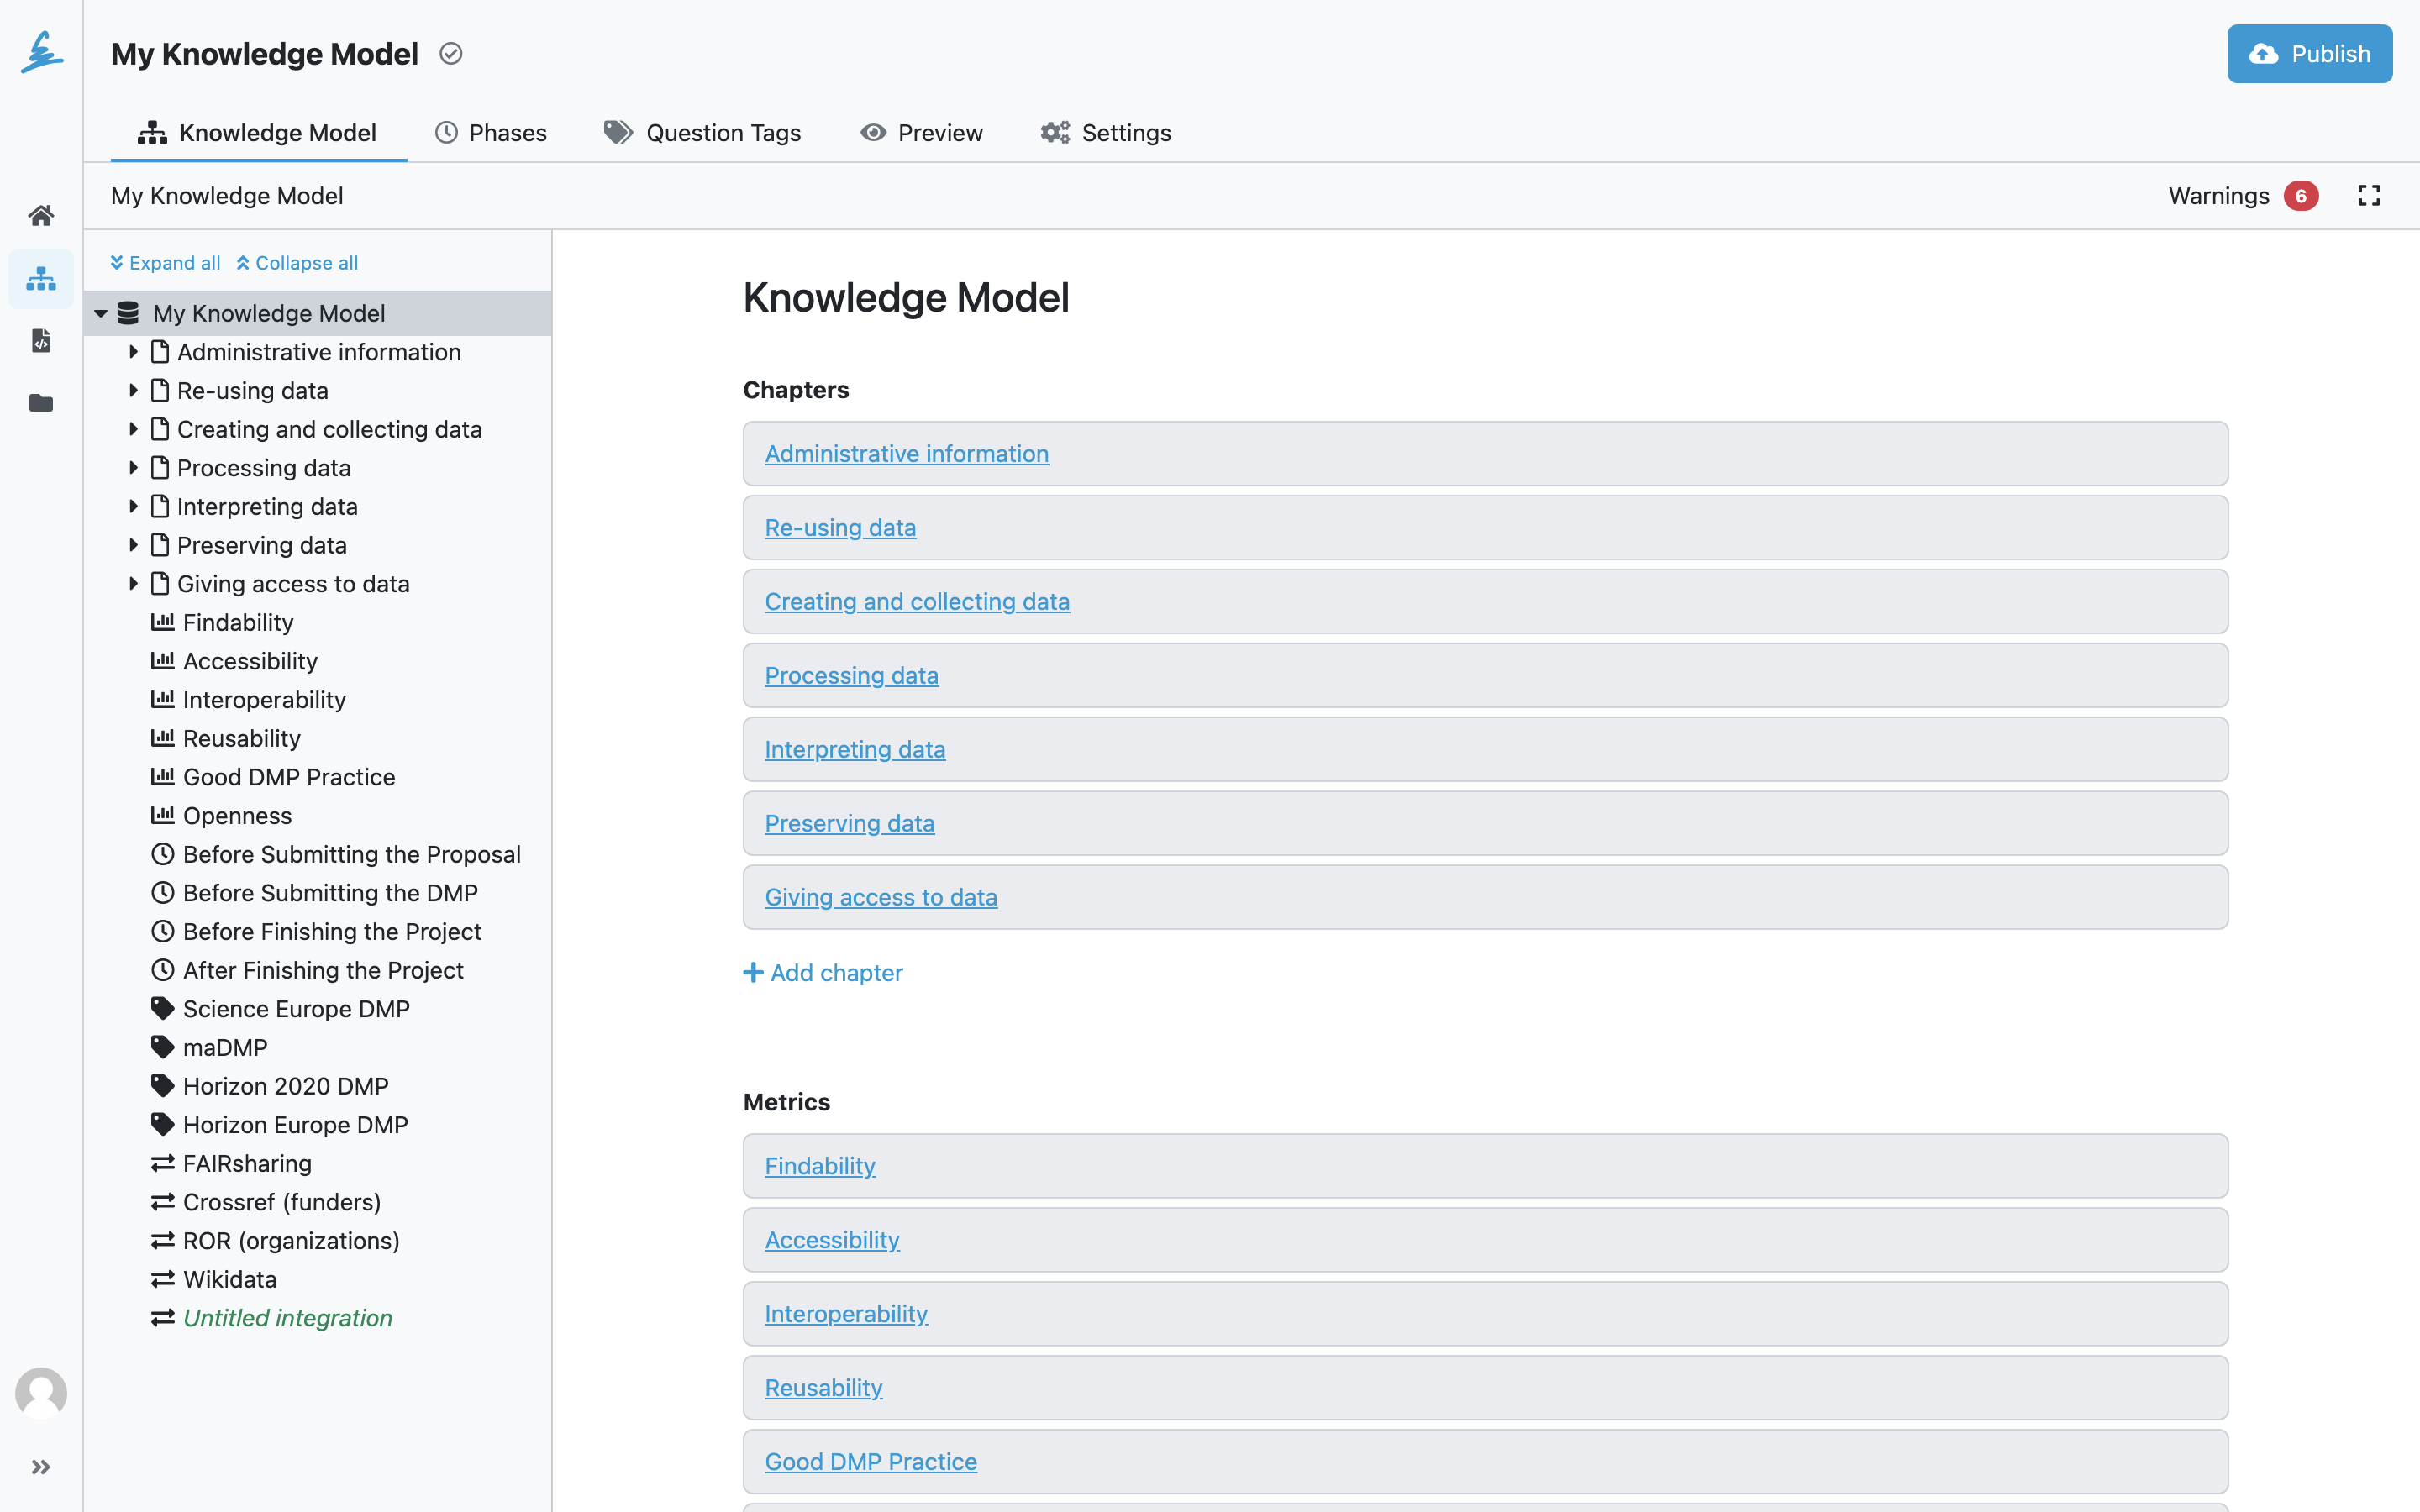 My Knowledge Model
Publish
Knowledge Model
Phases
Question Tags
Preview
Settings
My Knowledge Model
Warnings 6
Expand all
Collapse all
My Knowledge Model
Administrative information
Re-using data
Creating and collecting data
Processing data
Interpreting data
Preserving data
Giving access to data
Findability
Accessibility
Interoperability
Reusability
Good DMP Practice
Openness
Before Submitting the Proposal
Before Submitting the DMP
Before Finishing the Project
After Finishing the Project
Science Europe DMP
maDMP
Horizon 2020 DMP
Horizon Europe DMP
FAIRsharing
Crossref (funders)
ROR (organizations)
Wikidata
Untitled integration
Knowledge Model
Chapters
Administrative information
Re-using data
Creating and collecting data
Processing data
Interpreting data
Preserving data
Giving access to data
Add chapter
Metrics
Findability
Accessibility
Interoperability
Reusability
Good DMP Practice